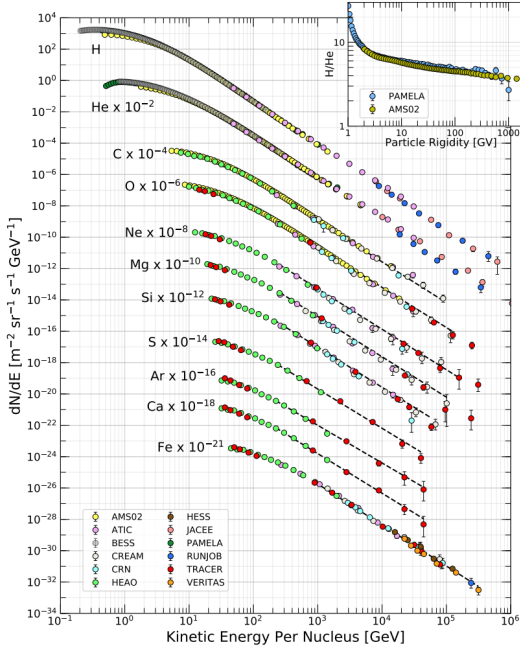 10^4
10^2
10^0
10^−2
10^−4
10^−6
10^−8
10^−10
10^−12
10^−14
10^−16
10^−18
10^−20
10^−22
10^−24
10^−26
10^−28
10^−30
10^−32
10^−34
dN/dE [m^−2 sr^−1 s^−1 GeV^−1]
H
He x 10^−2
C x 10^−4
O x 10^−6
Ne x 10^−8
Mg x 10^−10
Si x 10^−12
S x 10^−14
Ar x 10^−16
Ca x 10^−18
Fe x 10^−21
H/He
10
1
PAMELA
AMS02
1 10 100 1000
Particle Rigidity [GV]
AMS02
ATIC
BESS
CREAM
CRN
HEAO
HESS
JACEE
PAMELA
RUNJOB
TRACER
VERITAS
10^−1 10^0 10^1 10^2 10^3 10^4 10^5 10^6
Kinetic Energy Per Nucleus [GeV]